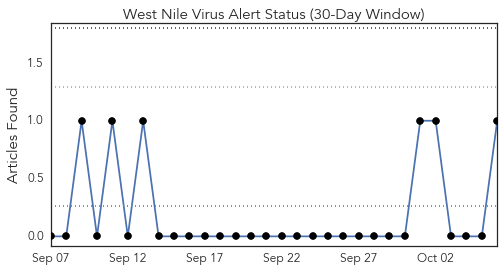 West Nile Virus Alert Status (30-Day Window)
Articles Found
1.5
1.0
0.5
0.0
Sep 07 Sep 12 Sep 17 Sep 22 Sep 27 Oct 02